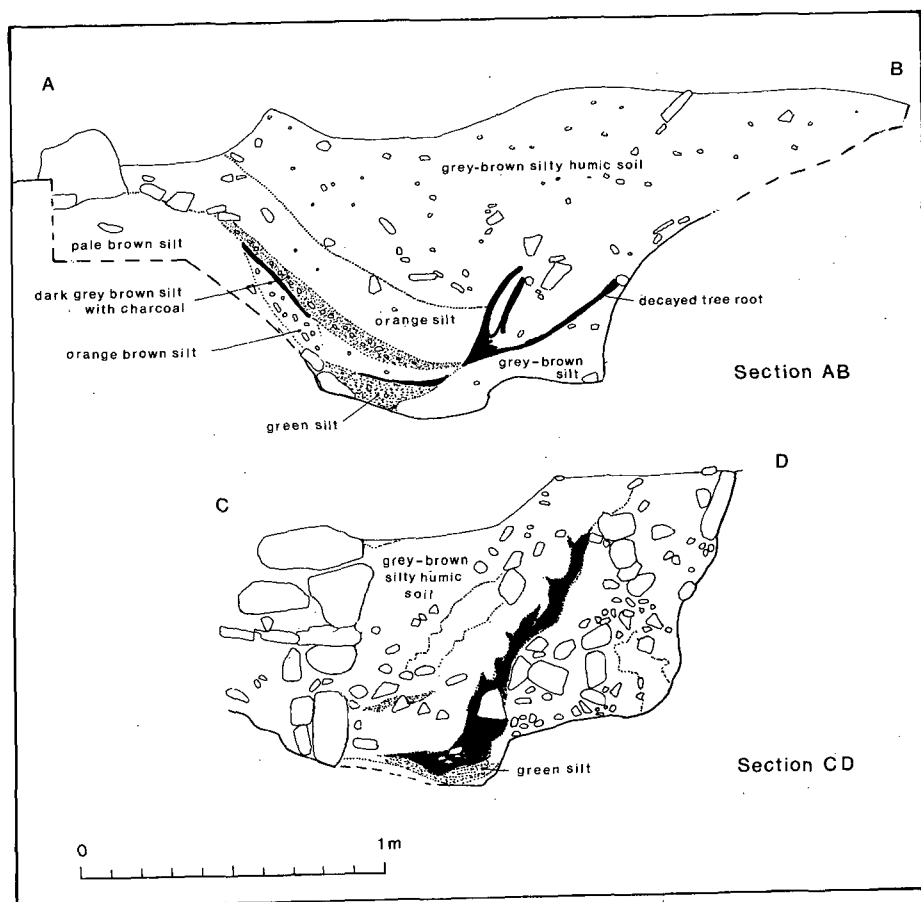 A
B
grey-brown silty humic soil
pale brown silt
dark grey brown silt
with charcoal
orange silt
decayed tree root
orange brown silt
grey-brown
silt
Section AB
green silt
C
D
grey-brown
silty humic
soil
green silt
Section CD
0
1m